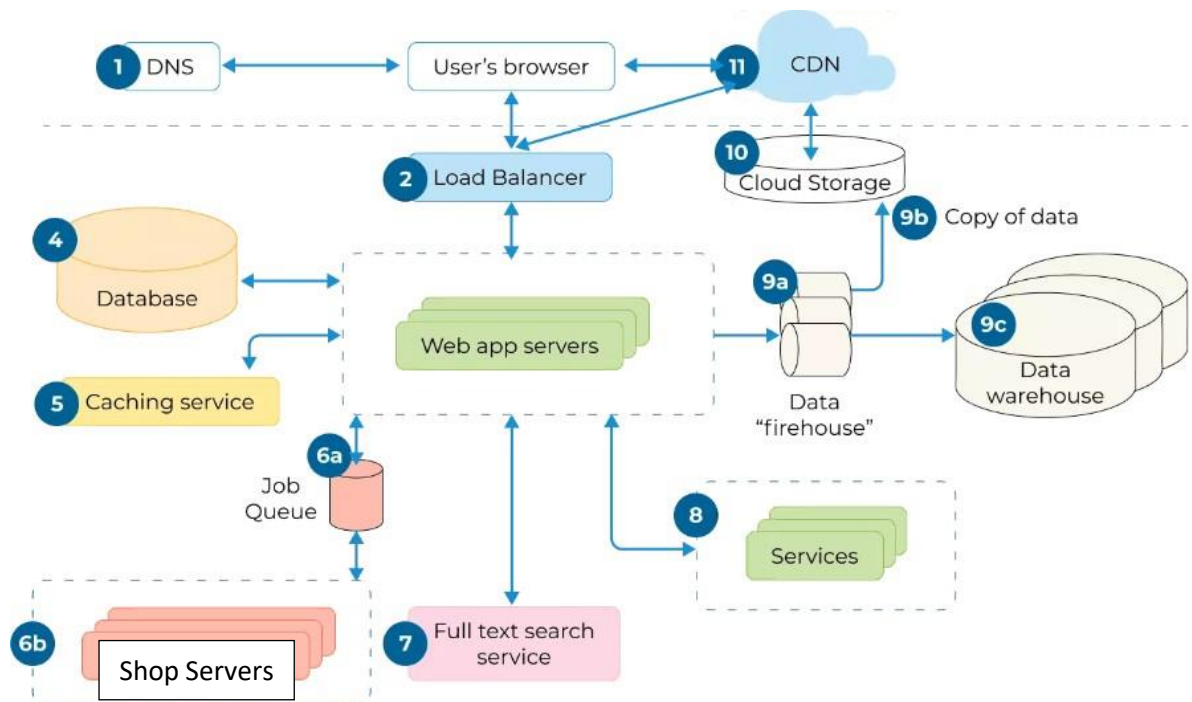 1 DNS
User's browser
11 CDN
2 Load Balancer
10
Cloud Storage
9b Copy of data
4
Database
9a
9c
Web app servers
Data
warehouse
5 Caching service
Data
“firehouse”
6a
Job
Queue
8
Services
6b
Shop Servers
7
Full text search
service